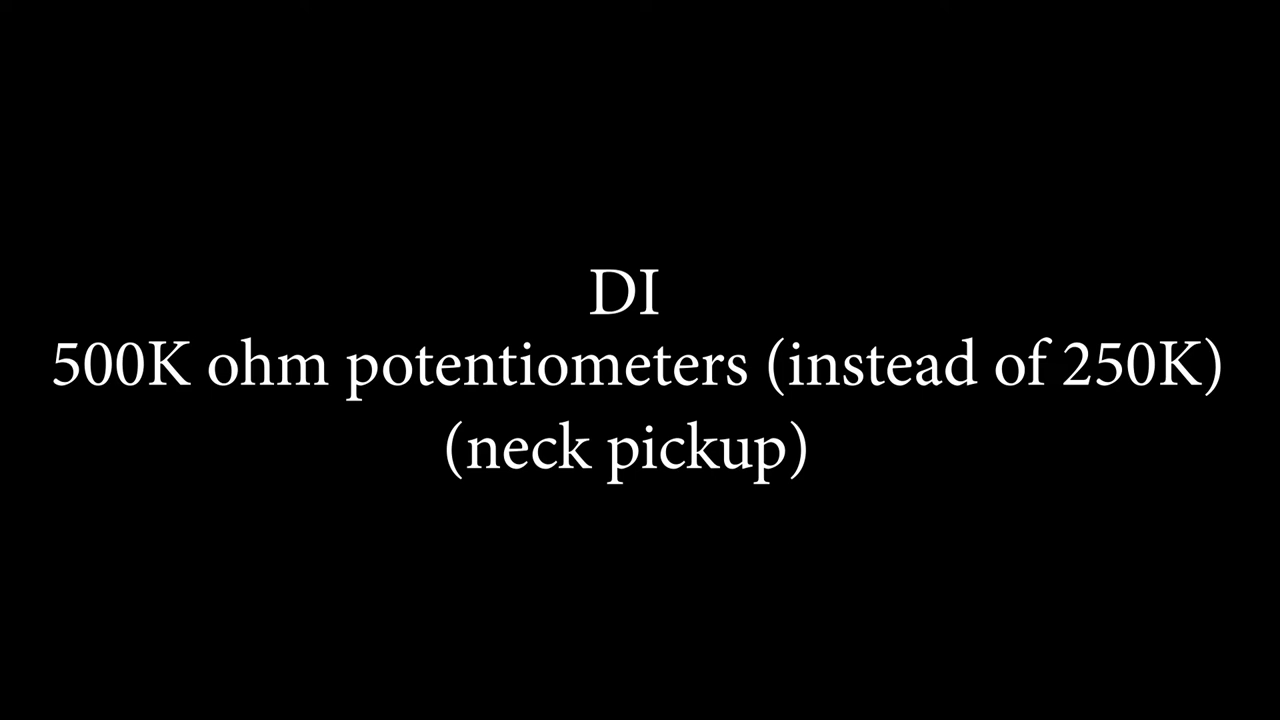 DI
500K ohm potentiometers (instead of 250K)
(neck pickup)